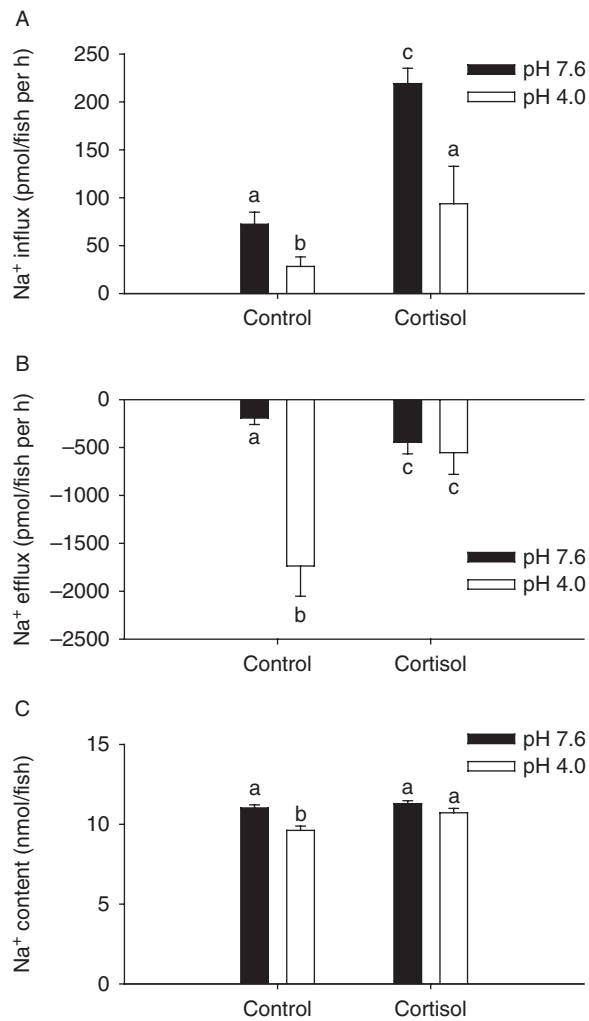 A
Na+ influx (pmol/fish per h)
250
200
150
100
50
0
a
b
c
a
pH 7.6
pH 4.0
Control
Cortisol
B
Na+ efflux (pmol/fish per h)
0
−500
−1000
−1500
−2000
−2500
a
b
c
c
pH 7.6
pH 4.0
Control
Cortisol
C
Na+ content (nmol/fish)
15
10
5
0
a
b
a
a
pH 7.6
pH 4.0
Control
Cortisol